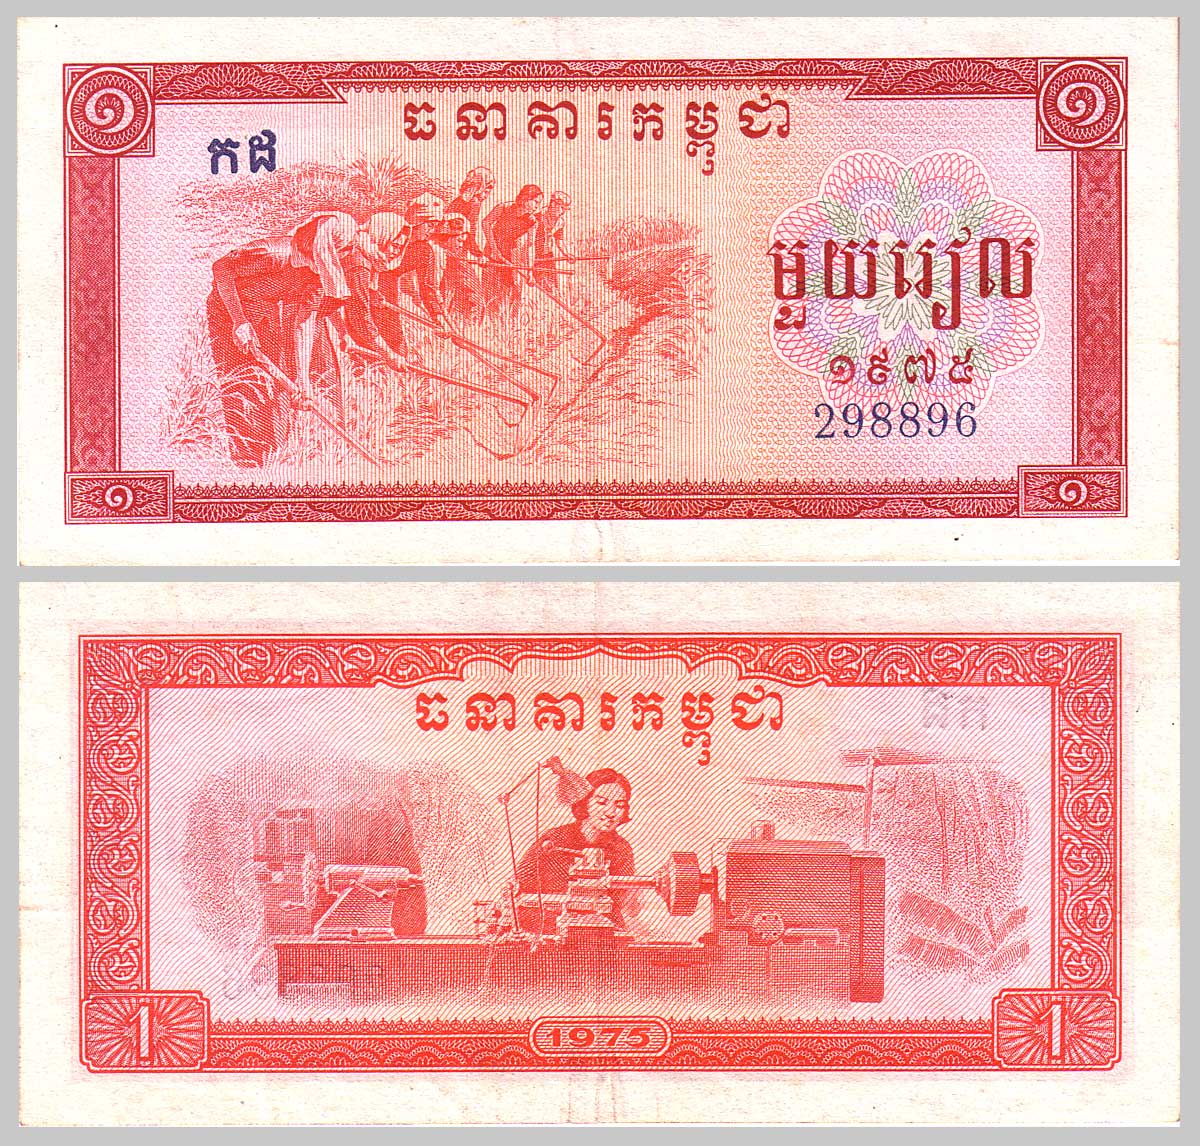 ១ ១
ធនាគារកម្ពុជា
កដ
មួយរៀល
១៩៧៥
298896
១ ១
ធនាគារកម្ពុជា
1 1975 1